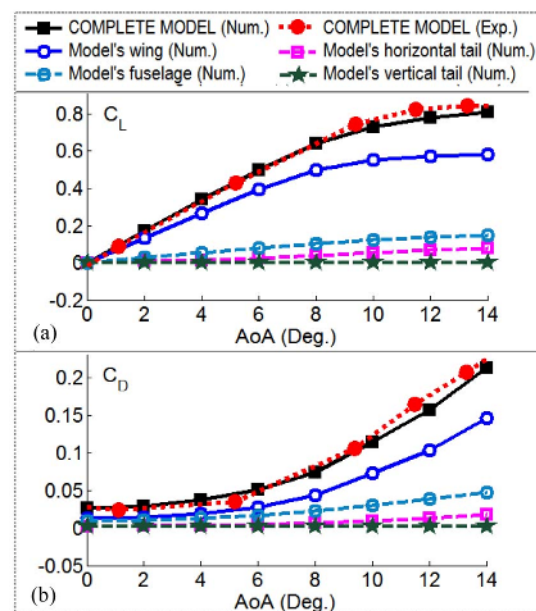 COMPLETE MODEL (Num.) COMPLETE MODEL (Exp.)
Model's wing (Num.) Model's horizontal tail (Num.)
Model's fuselage (Num.) Model's vertical tail (Num.)
C_L
0.8
0.6
0.4
0.2
0
-0.2
0 2 4 6 8 10 12 14
(a) AoA (Deg.)
C_D
0.2
0.15
0.1
0.05
0
-0.05
0 2 4 6 8 10 12 14
(b) AoA (Deg.)